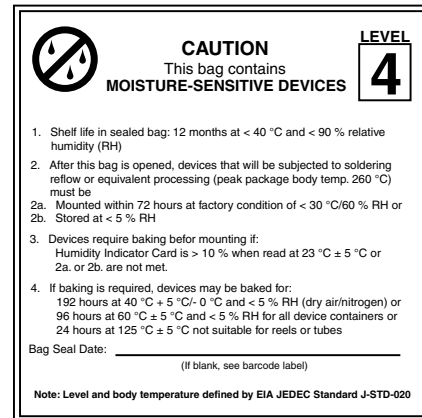 LEVEL
CAUTION
This bag contains
MOISTURE-SENSITIVE DEVICES
4
1. Shelf life in sealed bag: 12 months at < 40 °C and < 90 % relative
humidity (RH)
2. After this bag is opened, devices that will be subjected to soldering
reflow or equivalent processing (peak package body temp. 260 °C)
must be
2a. Mounted within 72 hours at factory condition of < 30 °C/60 % RH or
2b. Stored at < 5 % RH
3. Devices require baking befor mounting if:
Humidity Indicator Card is > 10 % when read at 23 °C ± 5 °C or
2a. or 2b. are not met.
4. If baking is required, devices may be baked for:
192 hours at 40 °C + 5 °C/- 0 °C and < 5 % RH (dry air/nitrogen) or
96 hours at 60 °C ± 5 °C and < 5 % RH for all device containers or
24 hours at 125 °C ± 5 °C not suitable for reels or tubes
Bag Seal Date:
(If blank, see barcode label)
Note: Level and body temperature defined by EIA JEDEC Standard J-STD-020